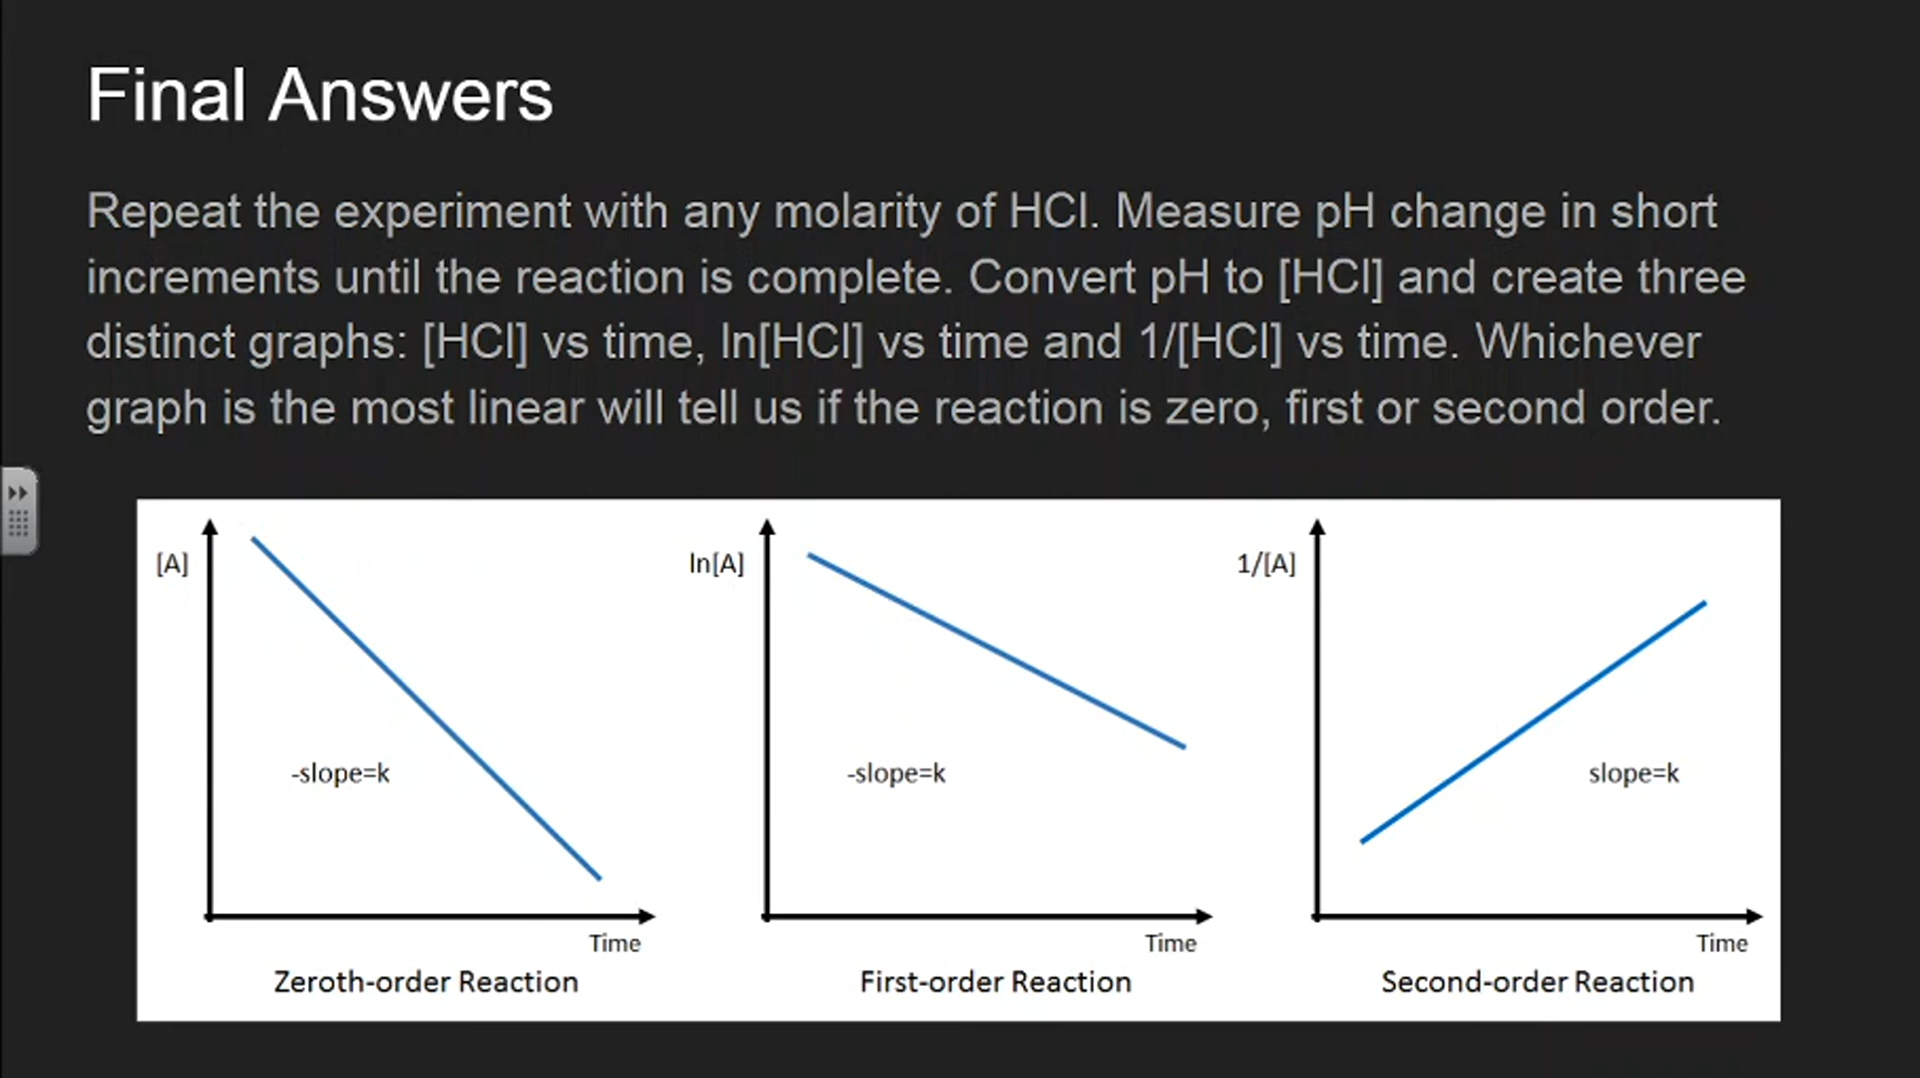 Final Answers
Repeat the experiment with any molarity of HCl. Measure pH change in short
increments until the reaction is complete. Convert pH to [HCl] and create three
distinct graphs: [HCl] vs time, ln[HCl] vs time and 1/[HCl] vs time. Whichever
graph is the most linear will tell us if the reaction is zero, first or second order.
[A]
-slope=k
Time
Zeroth-order Reaction
ln[A]
-slope=k
Time
First-order Reaction
1/[A]
slope=k
Time
Second-order Reaction